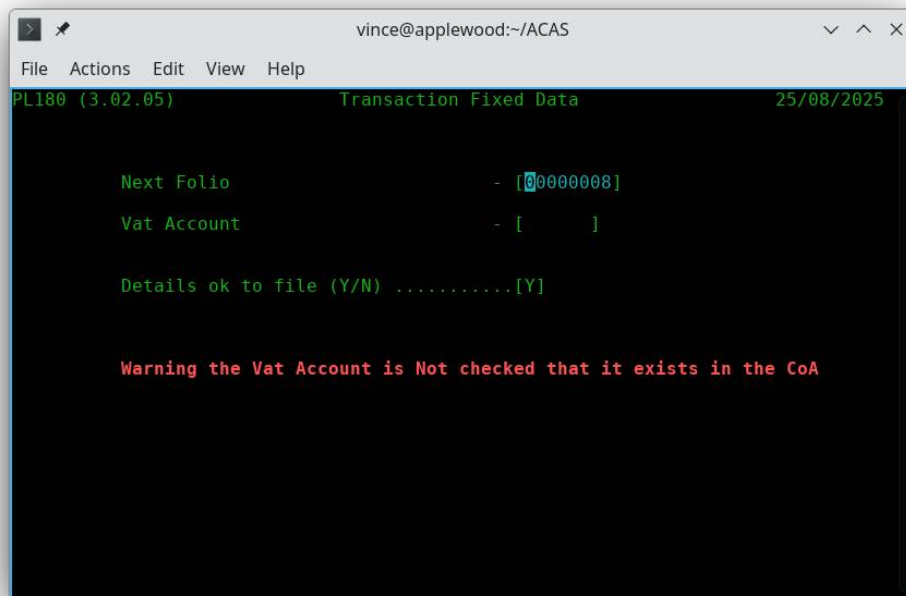 vince@applewood:~/ACAS
File Actions Edit View Help
PL180 (3.02.05) Transaction Fixed Data 25/08/2025
Next Folio - [00000008]
Vat Account - [ ]
Details ok to file (Y/N) ...........[Y]
Warning the Vat Account is Not checked that it exists in the CoA